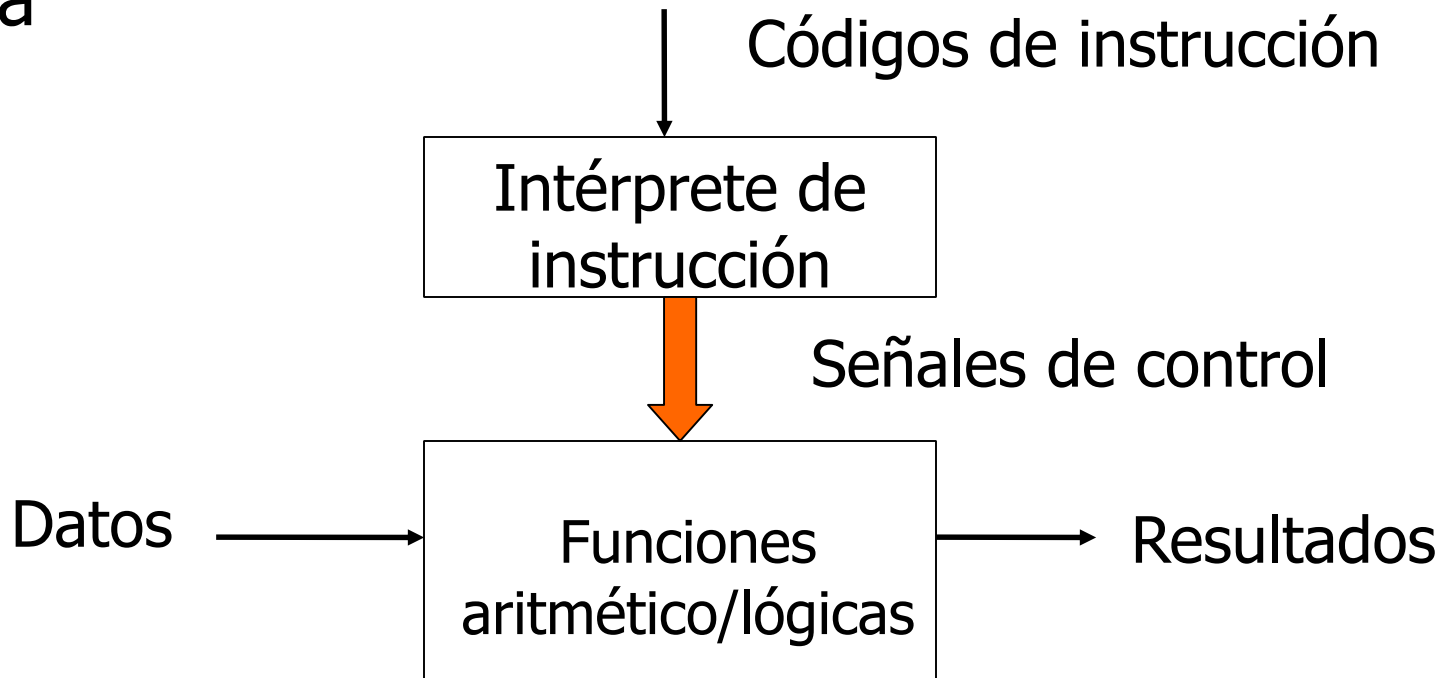 a
Códigos de instrucción
Intérprete de
instrucción
Señales de control
Datos
Funciones
aritmético/lógicas
Resultados